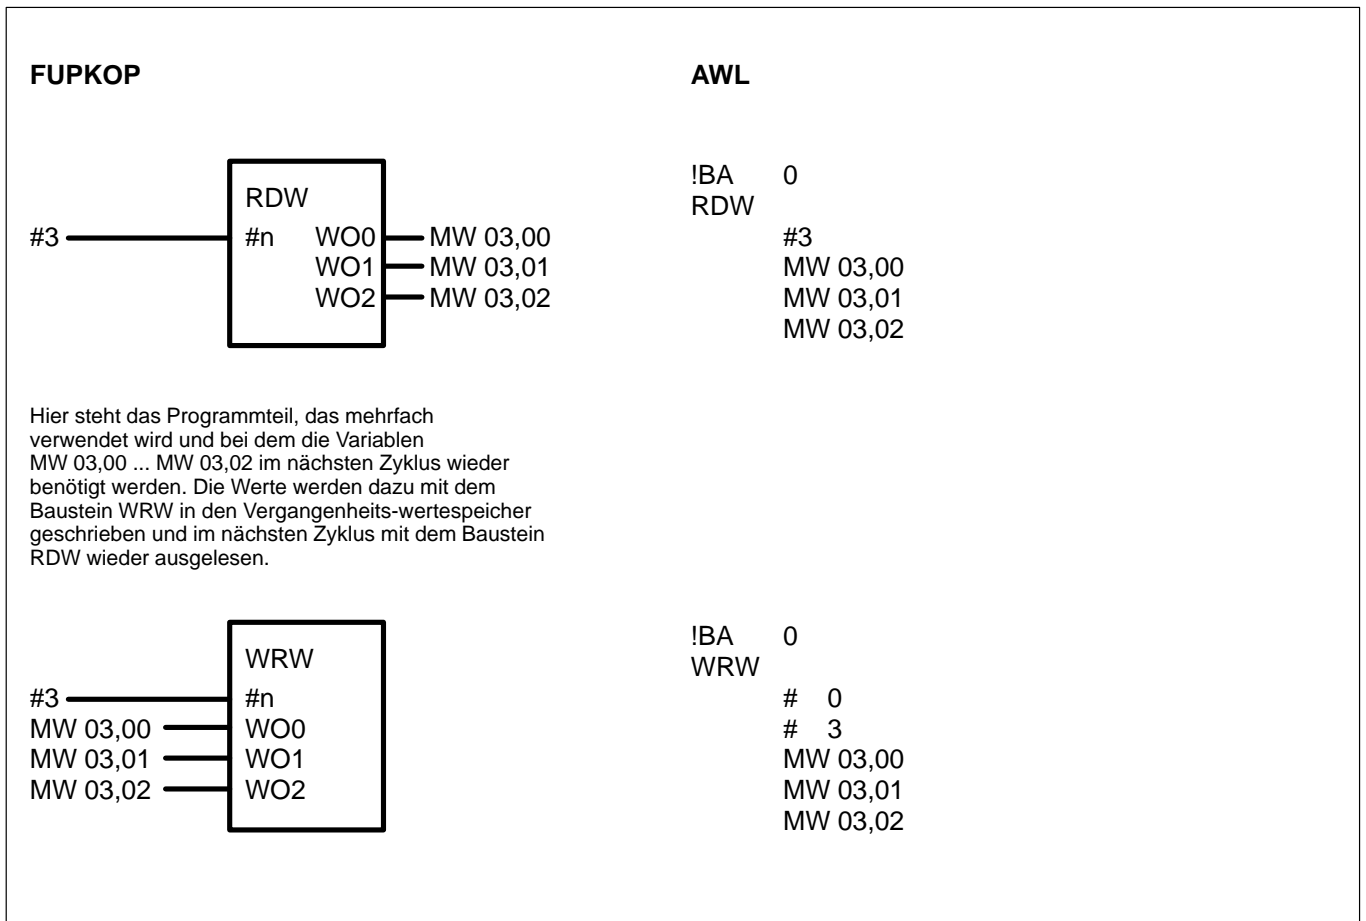 FUPKOP
AWL
RDW
#3 #n WO0 MW 03,00
WO1 MW 03,01
WO2 MW 03,02
!BA 0
RDW
#3
MW 03,00
MW 03,01
MW 03,02
Hier steht das Programmteil, das mehrfach
verwendet wird und bei dem die Variablen
MW 03,00 ... MW 03,02 im nächsten Zyklus wieder
benötigt werden. Die Werte werden dazu mit dem
Baustein WRW in den Vergangenheits-wertespeicher
geschrieben und im nächsten Zyklus mit dem Baustein
RDW wieder ausgelesen.
WRW
#3 #n
MW 03,00 WO0
MW 03,01 WO1
MW 03,02 WO2
!BA 0
WRW
# 0
# 3
MW 03,00
MW 03,01
MW 03,02